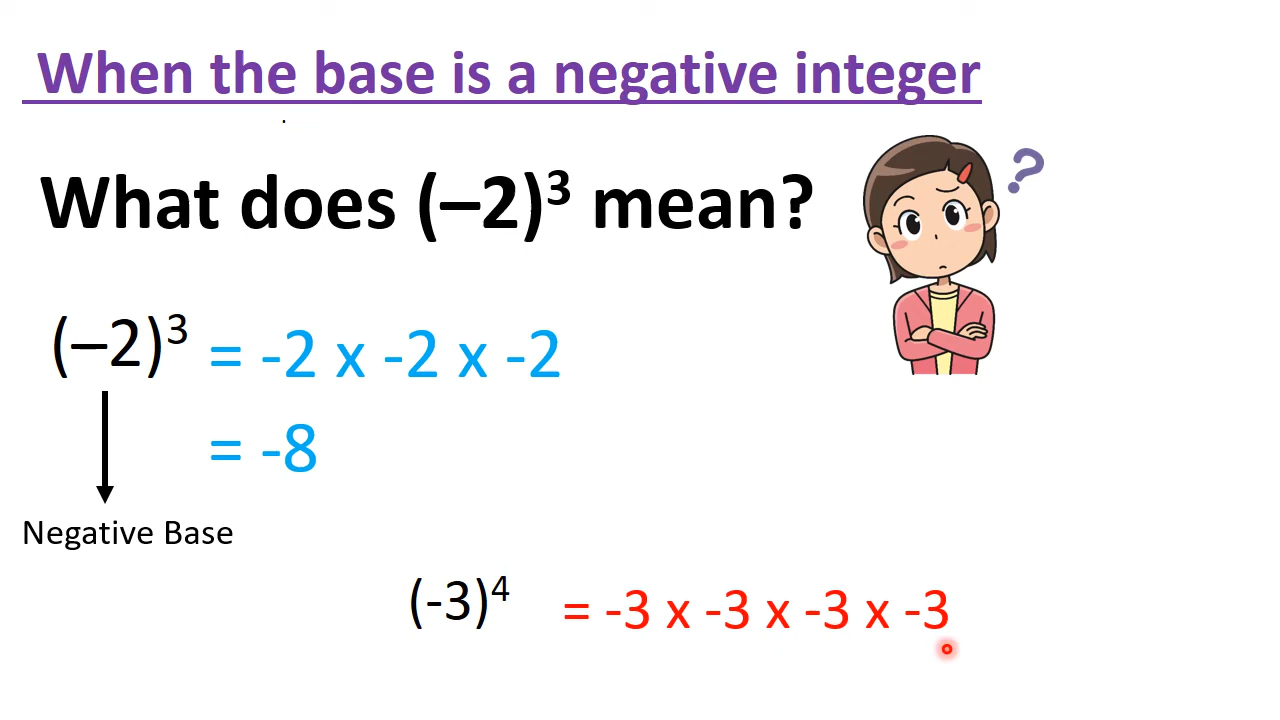 When the base is a negative integer
What does (–2)³ mean?
?
(–2)³ = -2 x -2 x -2
= -8
Negative Base
(-3)⁴ = -3 x -3 x -3 x -3